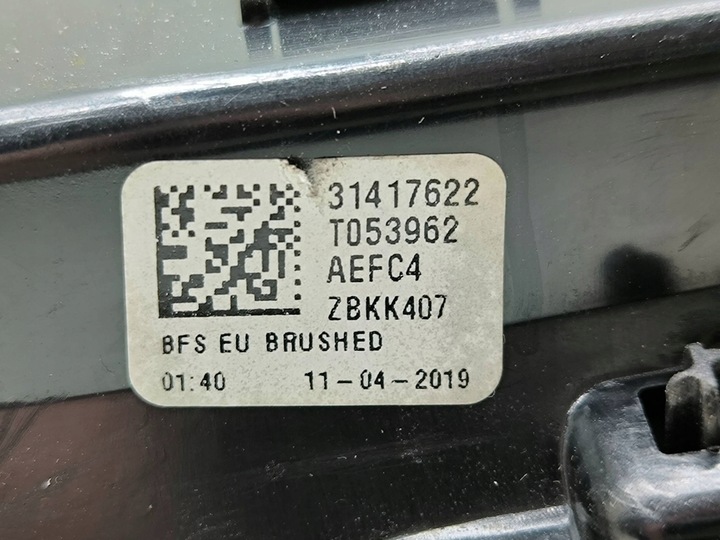 31417622
T053962
AEFC4
ZBKK407
BFS EU BRUSHED
01:40 11-04-2019